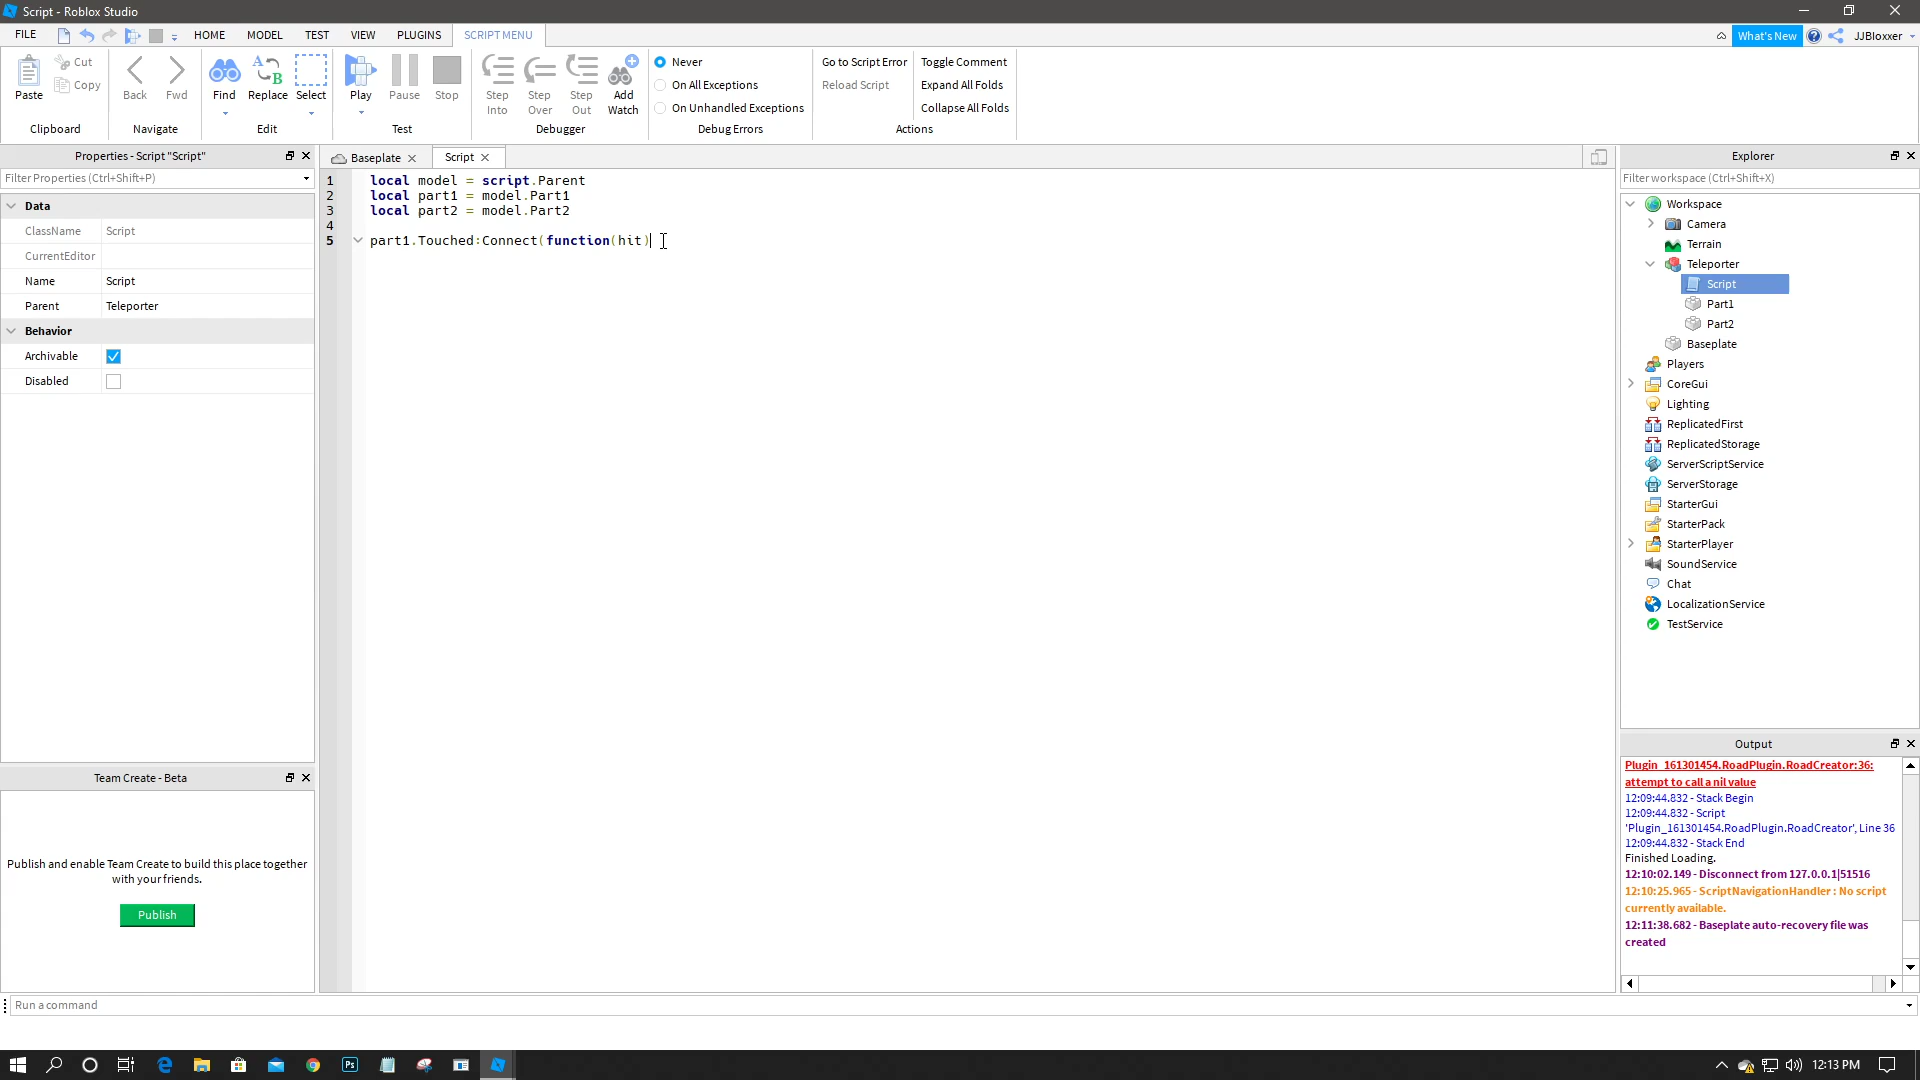 Script - Roblox Studio
FILE HOME MODEL TEST VIEW PLUGINS SCRIPT MENU What's New JJBloxxer
Paste Cut Copy
Clipboard
Back Fwd
Navigate
Find Replace Select
Edit
Play Pause Stop
Test
Step Into Step Over Step Out Add Watch
Debugger
Never
On All Exceptions
On Unhandled Exceptions
Debug Errors
Go to Script Error
Reload Script
Toggle Comment
Expand All Folds
Collapse All Folds
Actions
Properties - Script "Script"
Filter Properties (Ctrl+Shift+P)
Data
ClassName Script
CurrentEditor
Name Script
Parent Teleporter
Behavior
Archivable
Disabled
Team Create - Beta
Publish and enable Team Create to build this place together
with your friends.
Publish
Baseplate Script
1 local model = script.Parent
2 local part1 = model.Part1
3 local part2 = model.Part2
4
5 part1.Touched:Connect(function(hit)
Explorer
Filter workspace (Ctrl+Shift+X)
Workspace
Camera
Terrain
Teleporter
Script
Part1
Part2
Baseplate
Players
CoreGui
Lighting
ReplicatedFirst
ReplicatedStorage
ServerScriptService
ServerStorage
StarterGui
StarterPack
StarterPlayer
SoundService
Chat
LocalizationService
TestService
Output
Plugin_161301454.RoadPlugin.RoadCreator:36:
attempt to call a nil value
12:09:44.832 - Stack Begin
12:09:44.832 - Script
'Plugin_161301454.RoadPlugin.RoadCreator', Line 36
12:09:44.832 - Stack End
Finished Loading.
12:10:02.149 - Disconnect from 127.0.0.1|51516
12:10:25.965 - ScriptNavigationHandler : No script
currently available.
12:11:38.682 - Baseplate auto-recovery file was
created
Run a command
Ps
12:13 PM